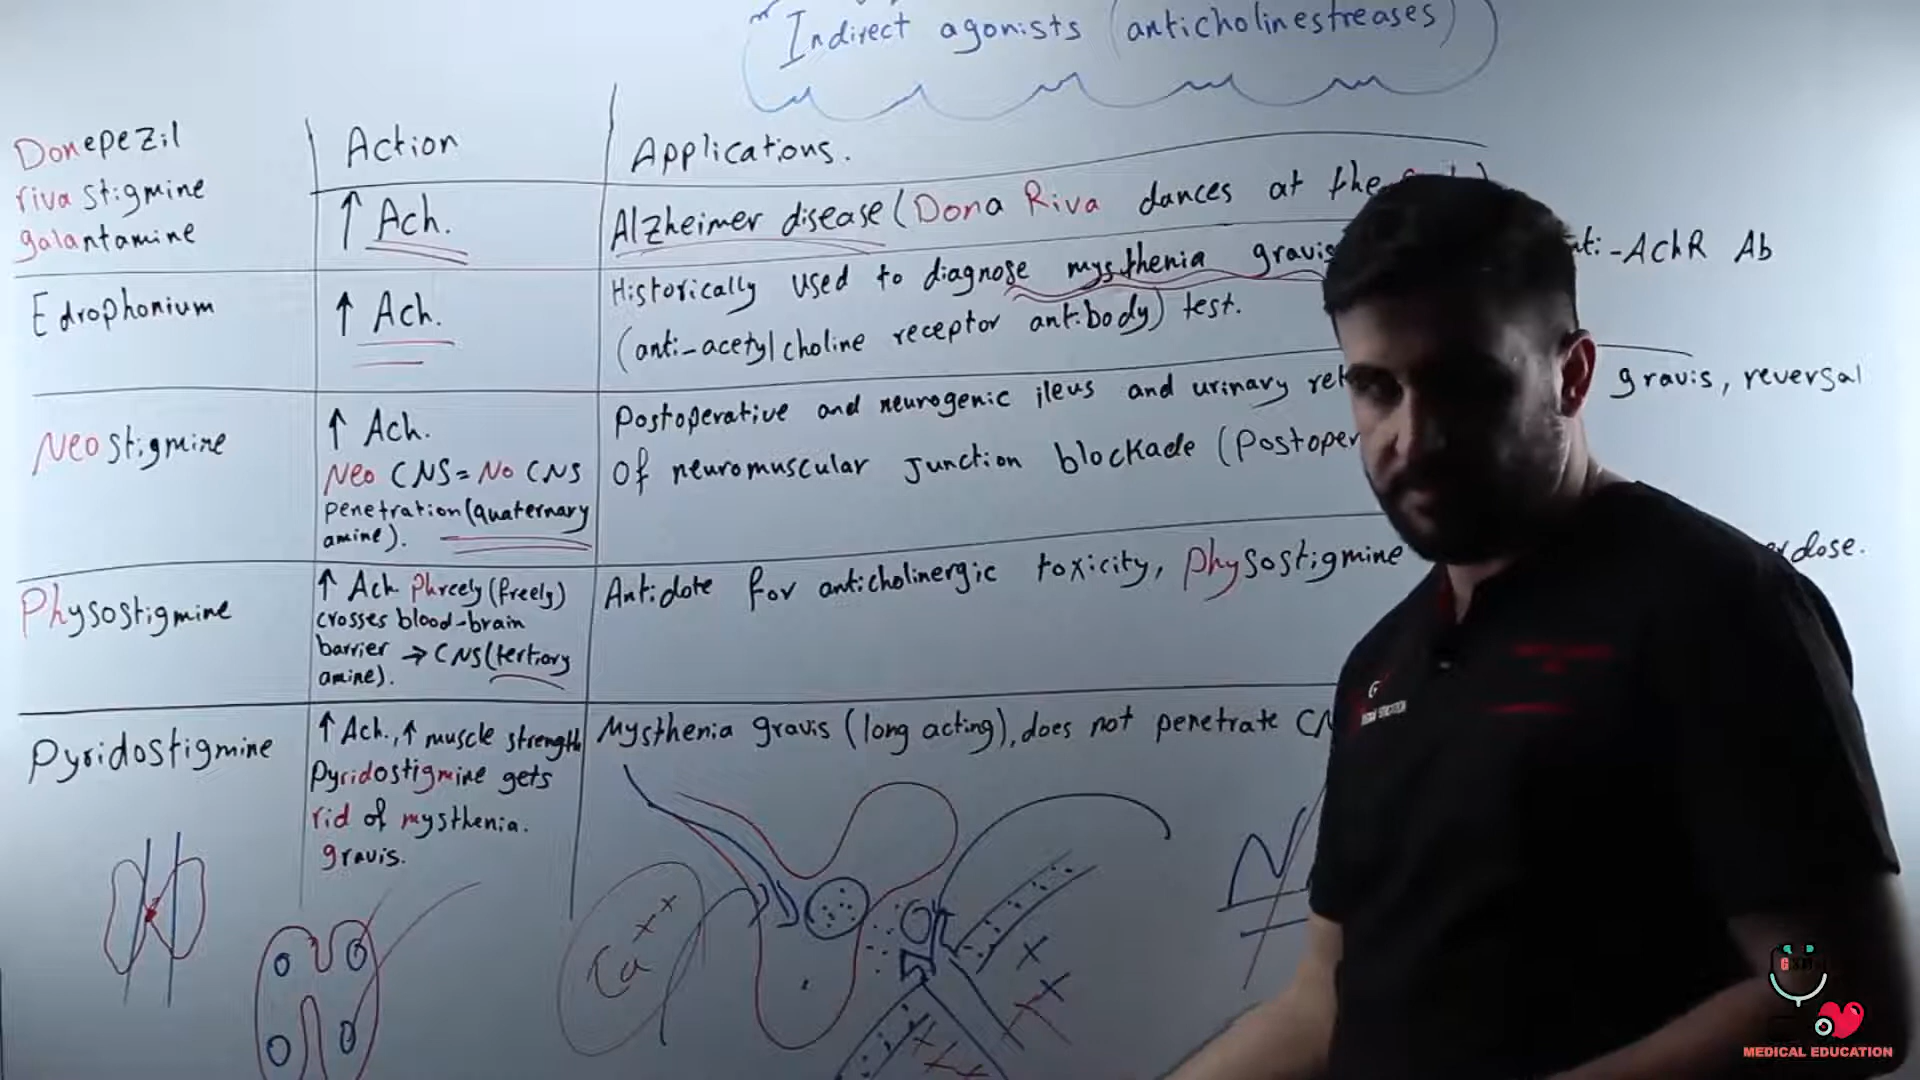 Indirect agonists (anticholinestreases)
Donepezil
rivastigmine
galantamine
Action
Applications.
↑ Ach.
Alzheimer disease (Dona Riva dances at the
Edrophonium
↑ Ach.
Historically used to diagnose mysthenia gravis
-AchR Ab
(anti-acetylcholine receptor antibody) test.
Neostigmine
↑ Ach.
Neo CNS = No CNS
penetration (quaternary
amine).
Postoperative and neurogenic ileus and urinary
gravis, reversal
Of neuromuscular junction blockade
Physostigmine
↑ Ach Phreely (freely)
crosses blood-brain
barrier → CNS (tertiary
amine).
Antidote for anticholinergic toxicity, physostigmine
dose.
Pyridostigmine
↑ Ach., ↑ muscle strength
Pyridostigmine gets
rid of mysthenia.
gravis.
Mysthenia gravis (long acting), does not penetrate
Ca++
N
MEDICAL EDUCATION